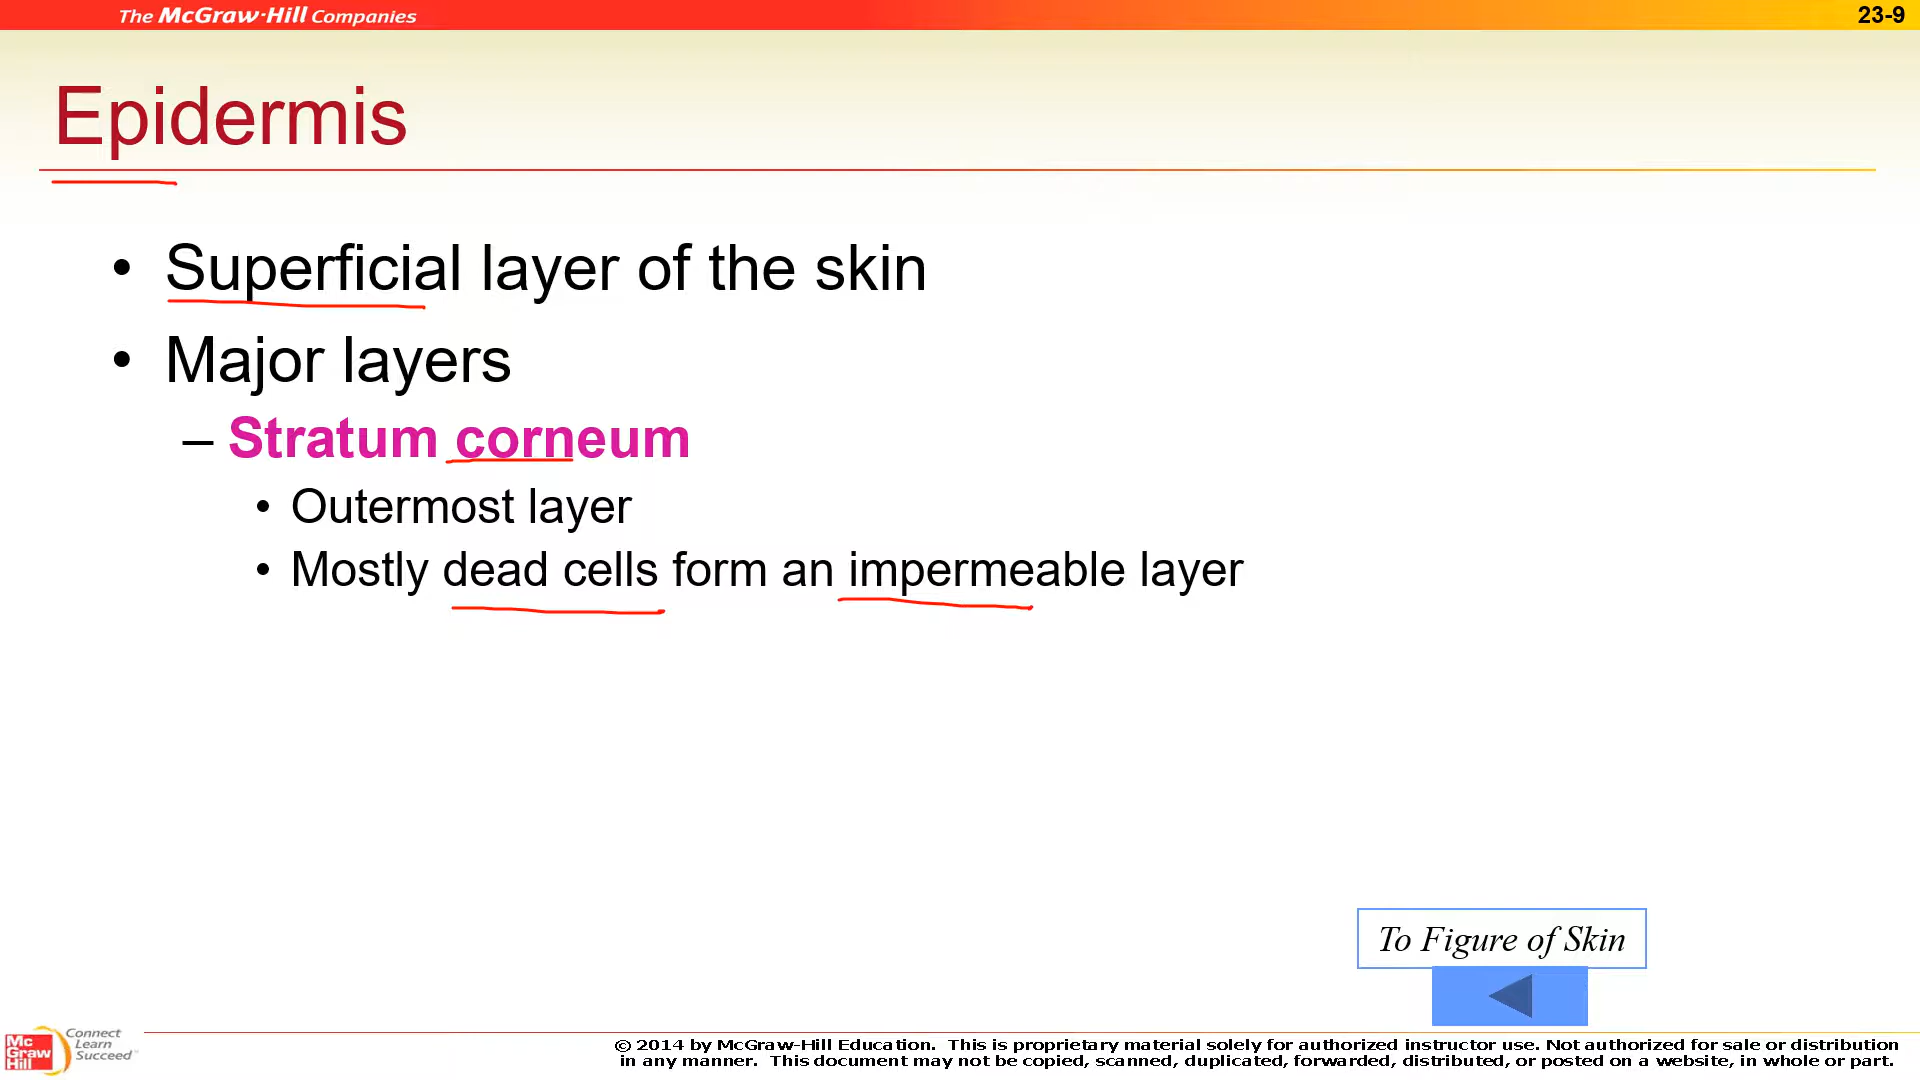 The McGraw-Hill Companies
23-9
Epidermis
• Superficial layer of the skin
• Major layers
– Stratum corneum
• Outermost layer
• Mostly dead cells form an impermeable layer
To Figure of Skin
Mc
Graw
Hill
Connect
Learn
Succeed™
© 2014 by McGraw-Hill Education. This is proprietary material solely for authorized instructor use. Not authorized for sale or distribution
in any manner. This document may not be copied, scanned, duplicated, forwarded, distributed, or posted on a website, in whole or part.